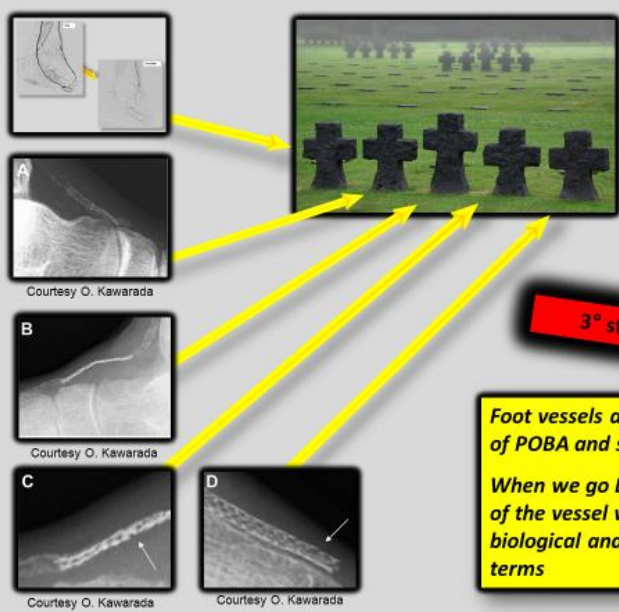 A
Courtesy O. Kawarada
B
Courtesy O. Kawarada
C
D
Courtesy O. Kawarada
Courtesy O. Kawarada
3°
Foot vessels
of POBA and
When we go
of the vessel
biological and
terms